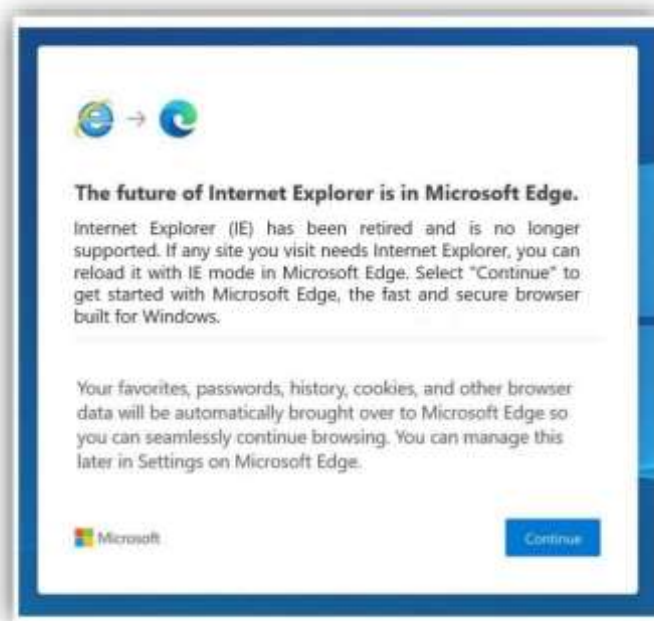 The future of Internet Explorer is in Microsoft Edge.
Internet Explorer (IE) has been retired and is no longer
supported. If any site you visit needs Internet Explorer, you can
reload it with IE mode in Microsoft Edge. Select "Continue" to
get started with Microsoft Edge, the fast and secure browser
built for Windows.
Your favorites, passwords, history, cookies, and other browser
data will be automatically brought over to Microsoft Edge so
you can seamlessly continue browsing. You can manage this
later in Settings on Microsoft Edge.
Microsoft
Continue